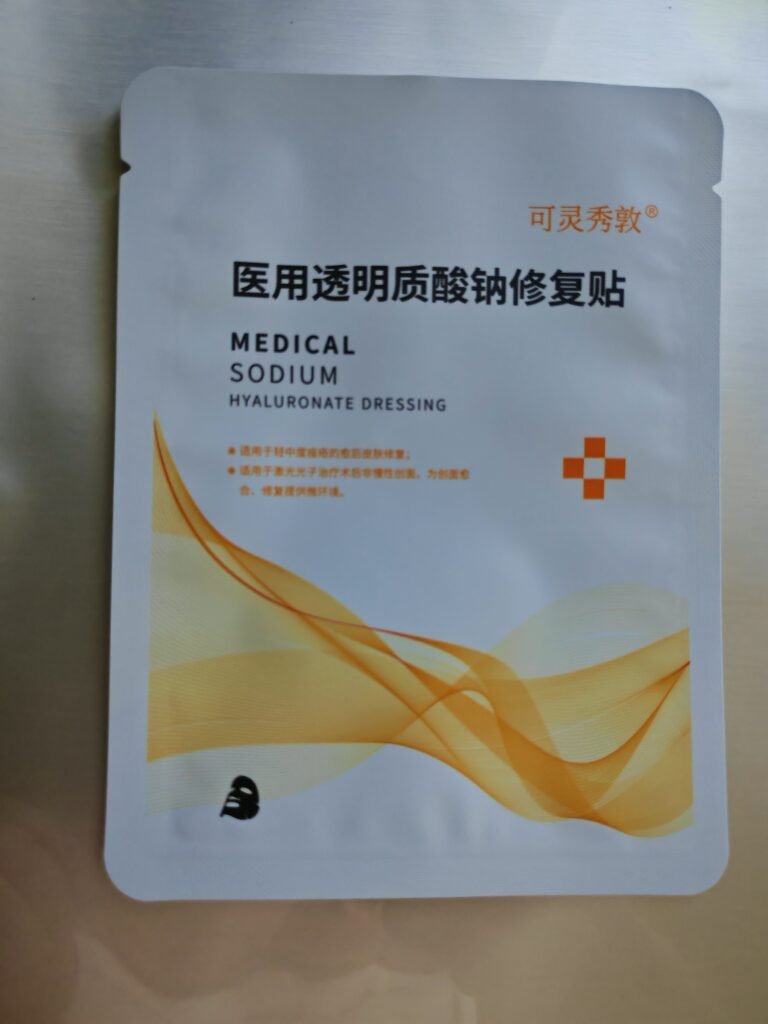 可灵秀敦®
医用透明质酸钠修复贴
MEDICAL
SODIUM
HYALURONATE DRESSING
适用于轻中度痤疮的愈后皮肤修复；
适用于激光光子治疗术后非慢性创面，为创面愈
合、修复提供微环境。